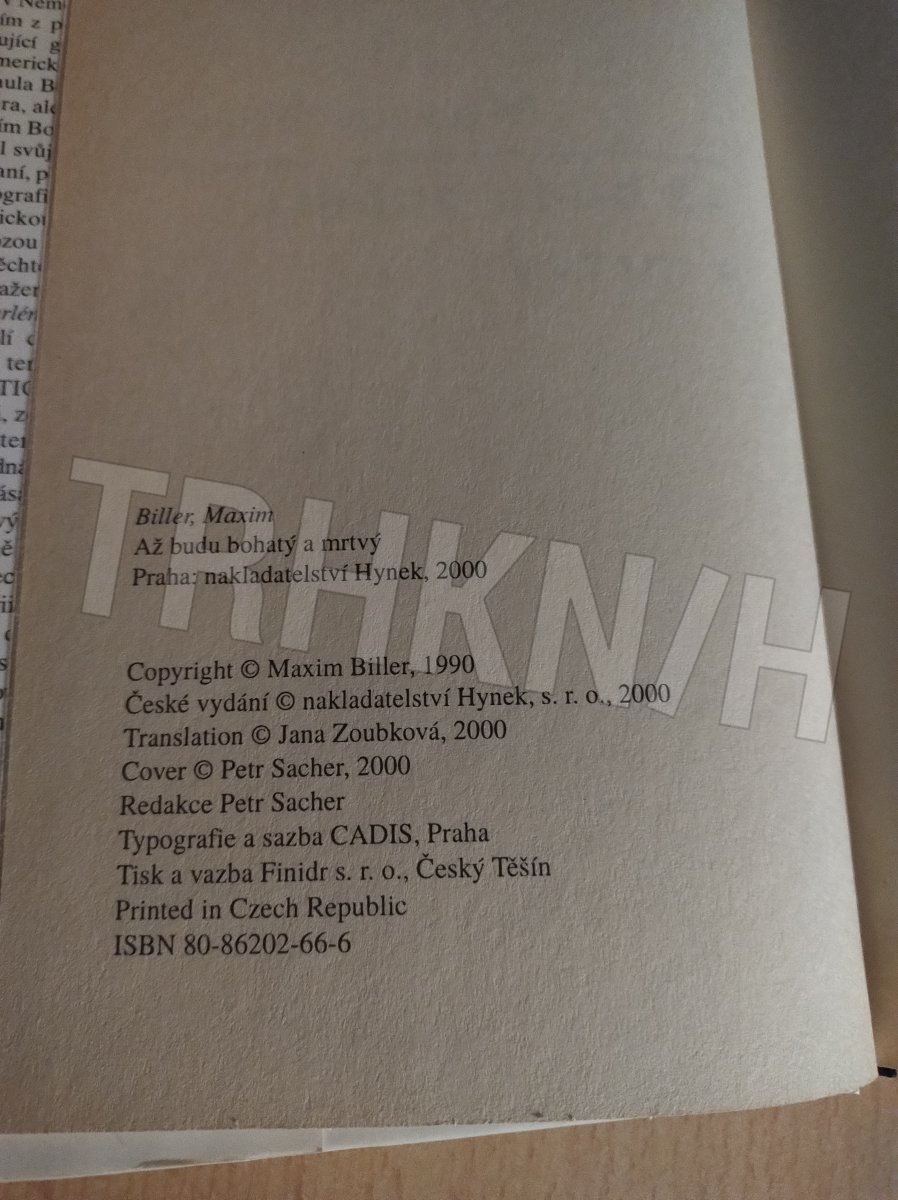 Biller, Maxim
Až budu bohatý a mrtvý
Praha: nakladatelství Hynek, 2000
Copyright © Maxim Biller, 1990
České vydání © nakladatelství Hynek, s. r. o., 2000
Translation © Jana Zoubková, 2000
Cover © Petr Sacher, 2000
Redakce Petr Sacher
Typografie a sazba CADIS, Praha
Tisk a vazba Finidr s. r. o., Český Těšín
Printed in Czech Republic
ISBN 80-86202-66-6
TRHKNIH